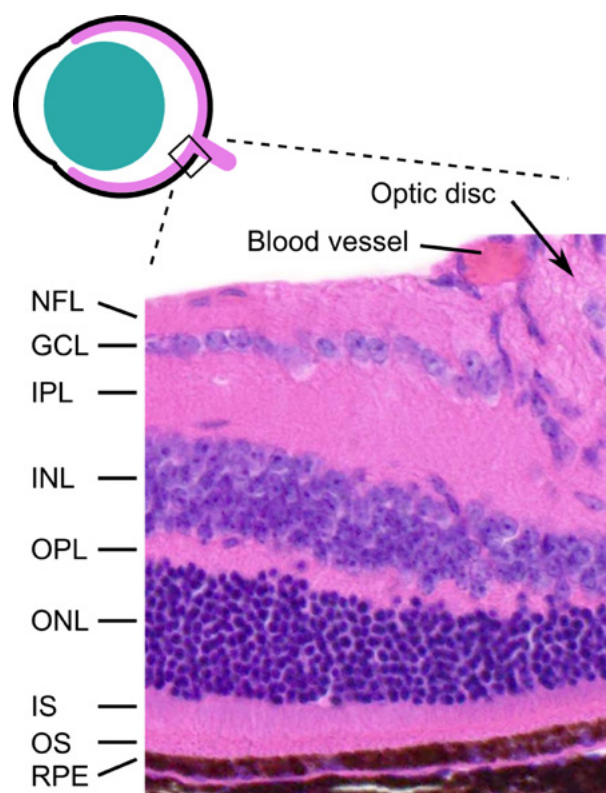 Optic disc
Blood vessel
NFL
GCL
IPL
INL
OPL
ONL
IS
OS
RPE